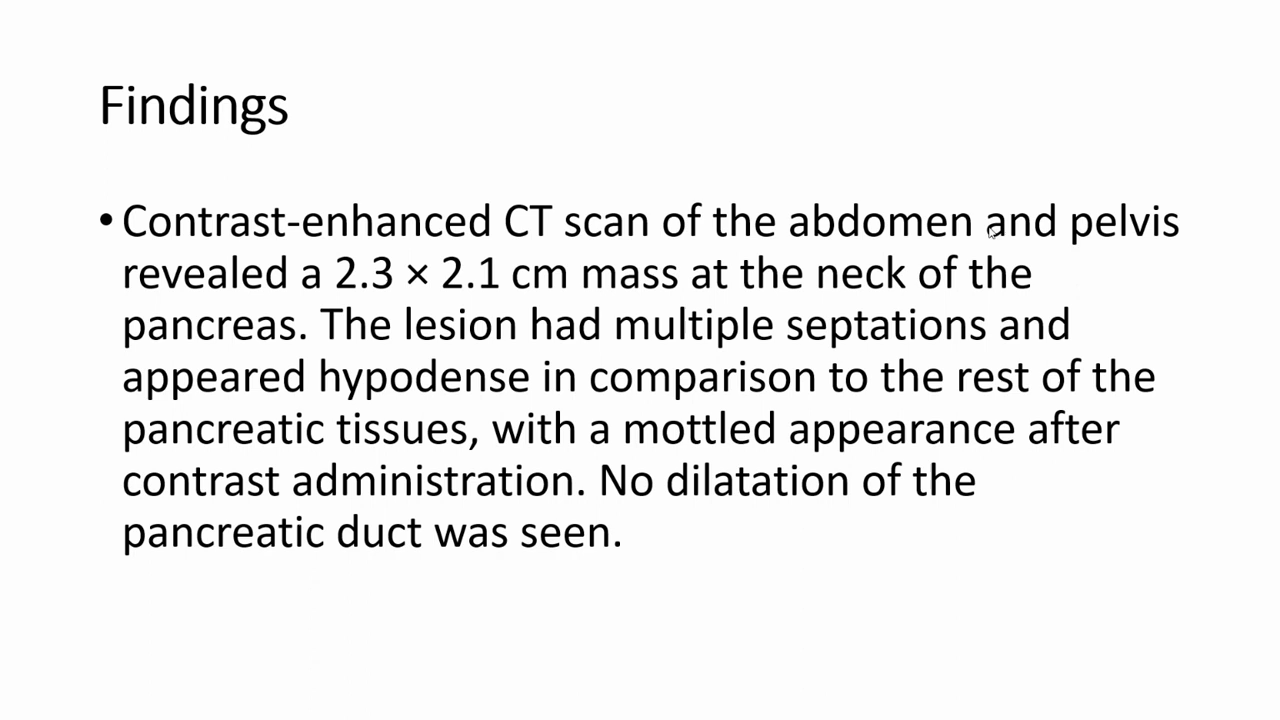 Findings
• Contrast-enhanced CT scan of the abdomen and pelvis
revealed a 2.3 × 2.1 cm mass at the neck of the
pancreas. The lesion had multiple septations and
appeared hypodense in comparison to the rest of the
pancreatic tissues, with a mottled appearance after
contrast administration. No dilatation of the
pancreatic duct was seen.